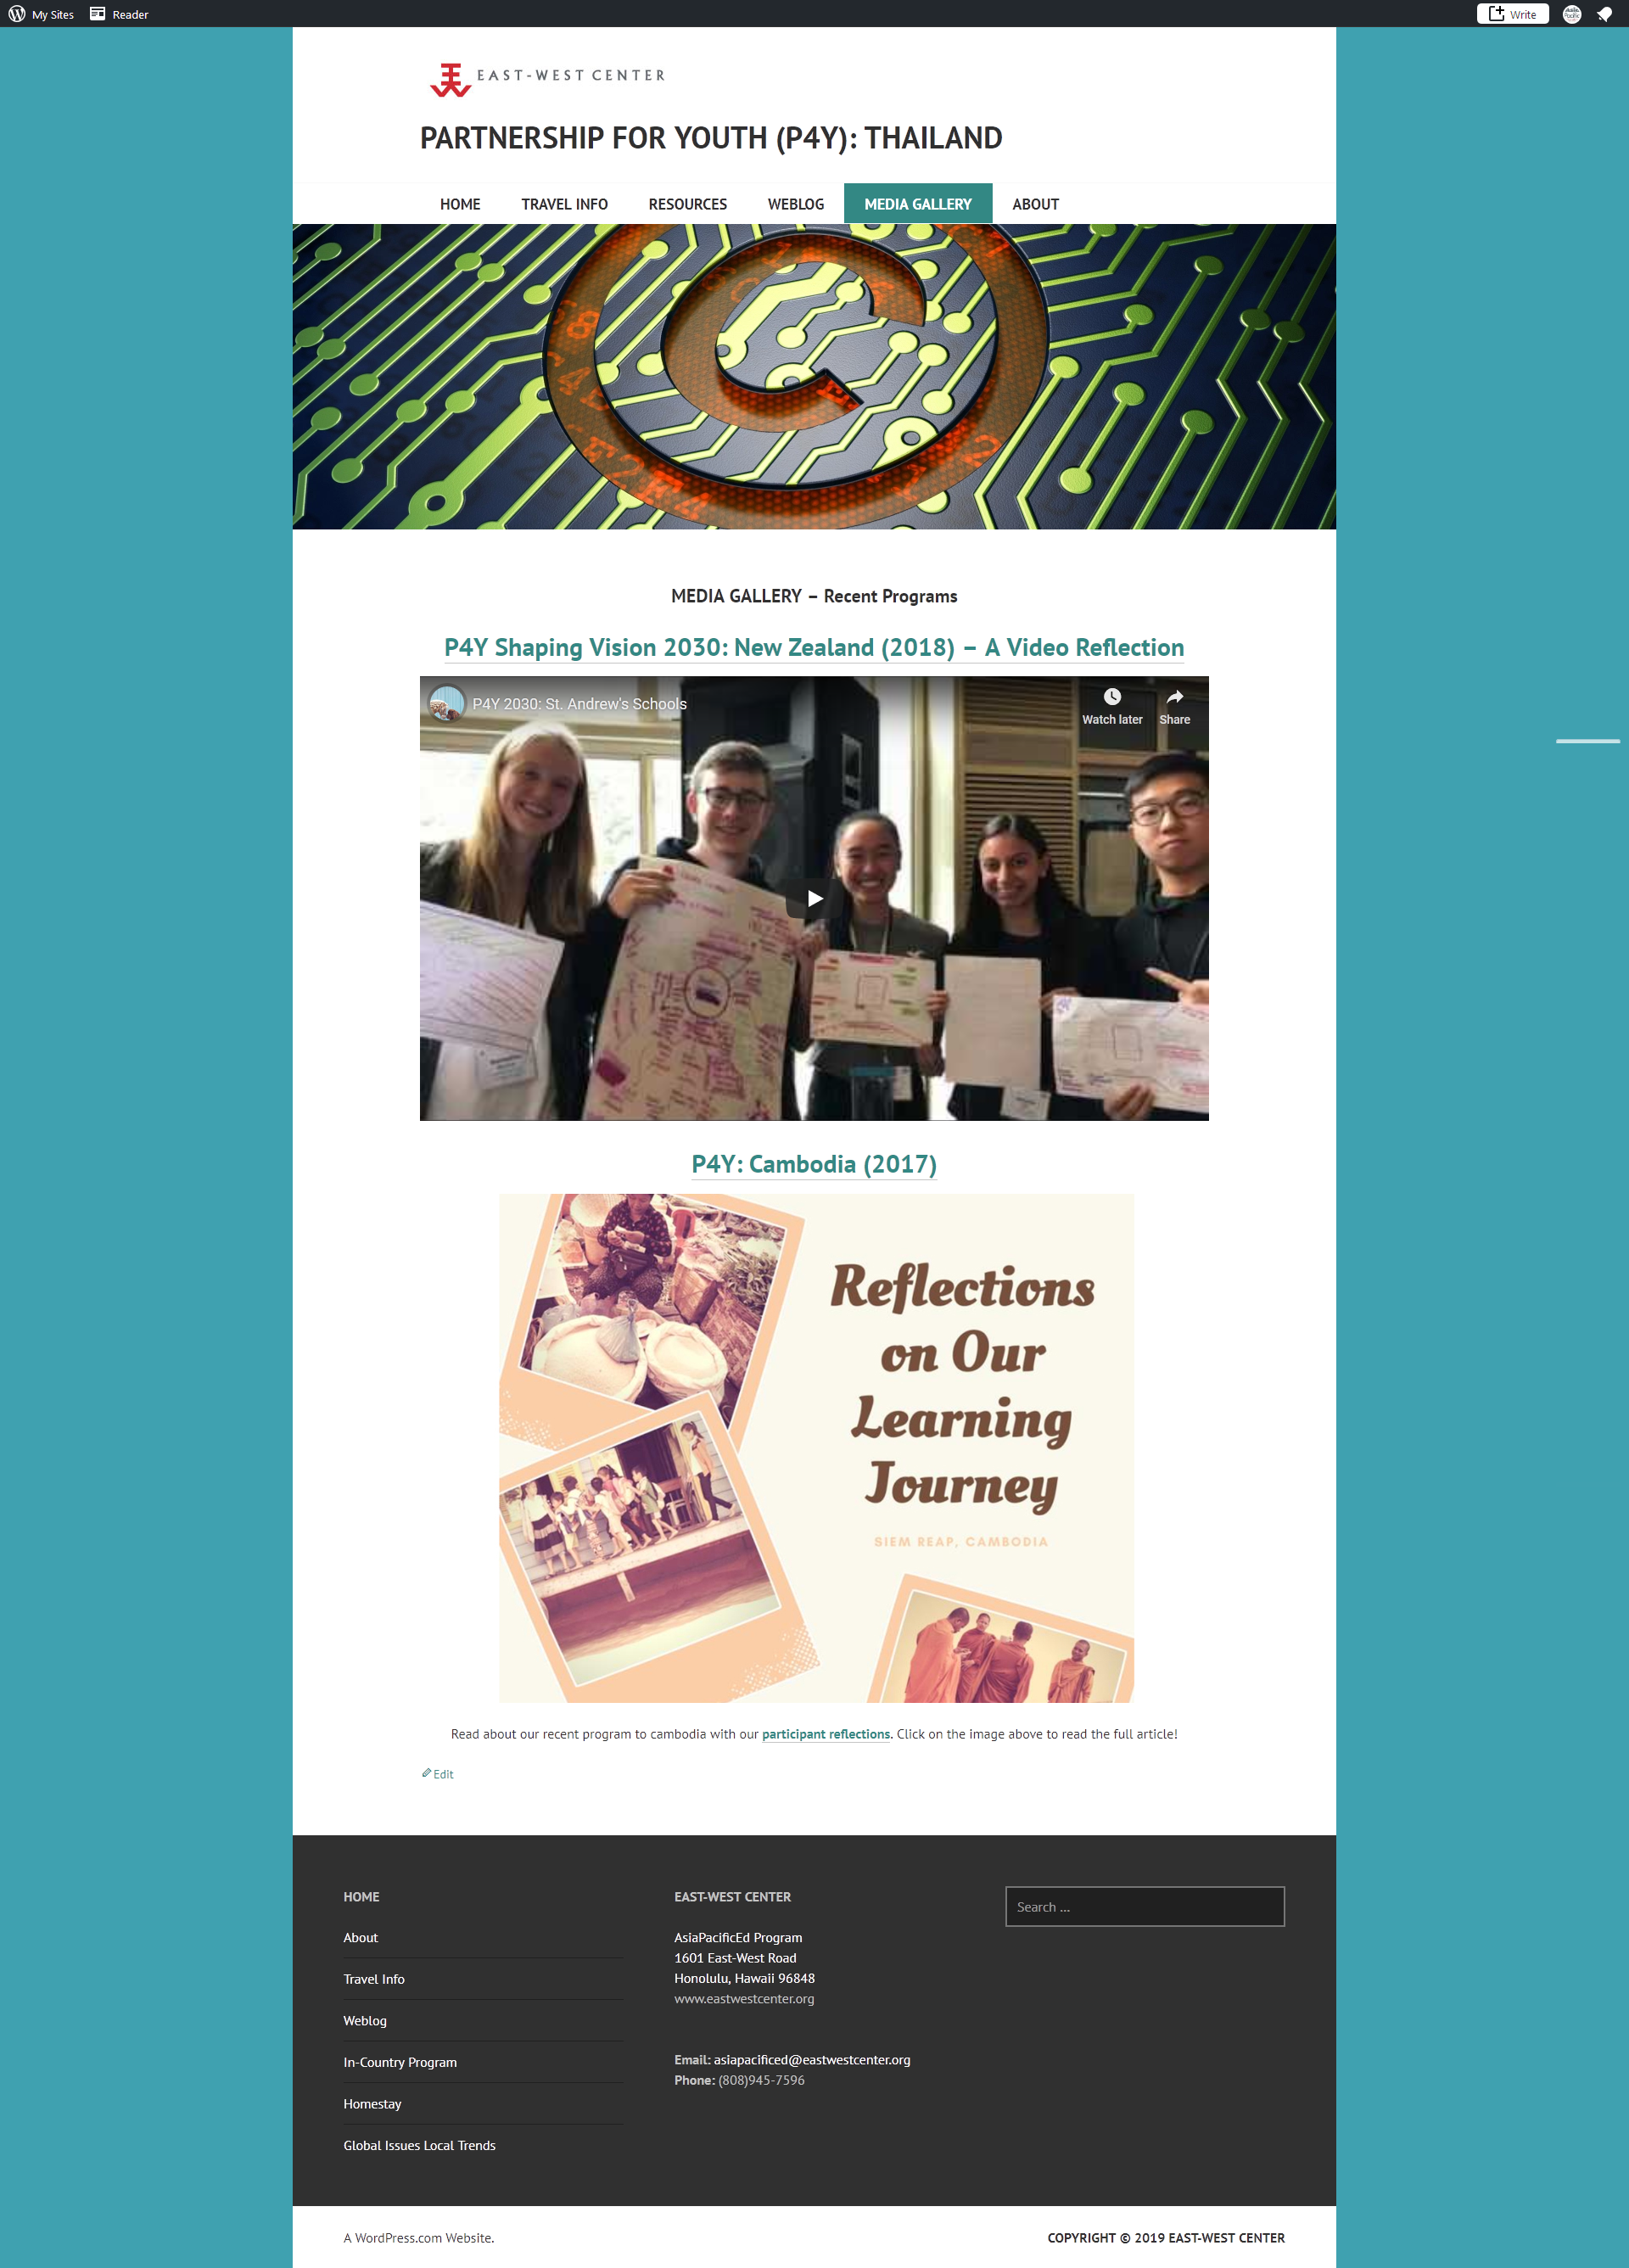 My Sites
Reader
Write
EAST-WEST CENTER
PARTNERSHIP FOR YOUTH (P4Y): THAILAND
HOME
TRAVEL INFO
RESOURCES
WEBLOG
MEDIA GALLERY
ABOUT
MEDIA GALLERY – Recent Programs
P4Y Shaping Vision 2030: New Zealand (2018) – A Video Reflection
P4Y 2030: St. Andrew's Schools
Watch later
Share
P4Y: Cambodia (2017)
Reflections
on Our
Learning
Journey
SIEM REAP, CAMBODIA
Read about our recent program to cambodia with our participant reflections. Click on the image above to read the full article!
Edit
HOME
About
Travel Info
Weblog
In-Country Program
Homestay
Global Issues Local Trends
EAST-WEST CENTER
AsiaPacificEd Program
1601 East-West Road
Honolulu, Hawaii 96848
www.eastwestcenter.org
Email: asiapacificed@eastwestcenter.org
Phone: (808)945-7596
Search ...
A WordPress.com Website.
COPYRIGHT © 2019 EAST-WEST CENTER